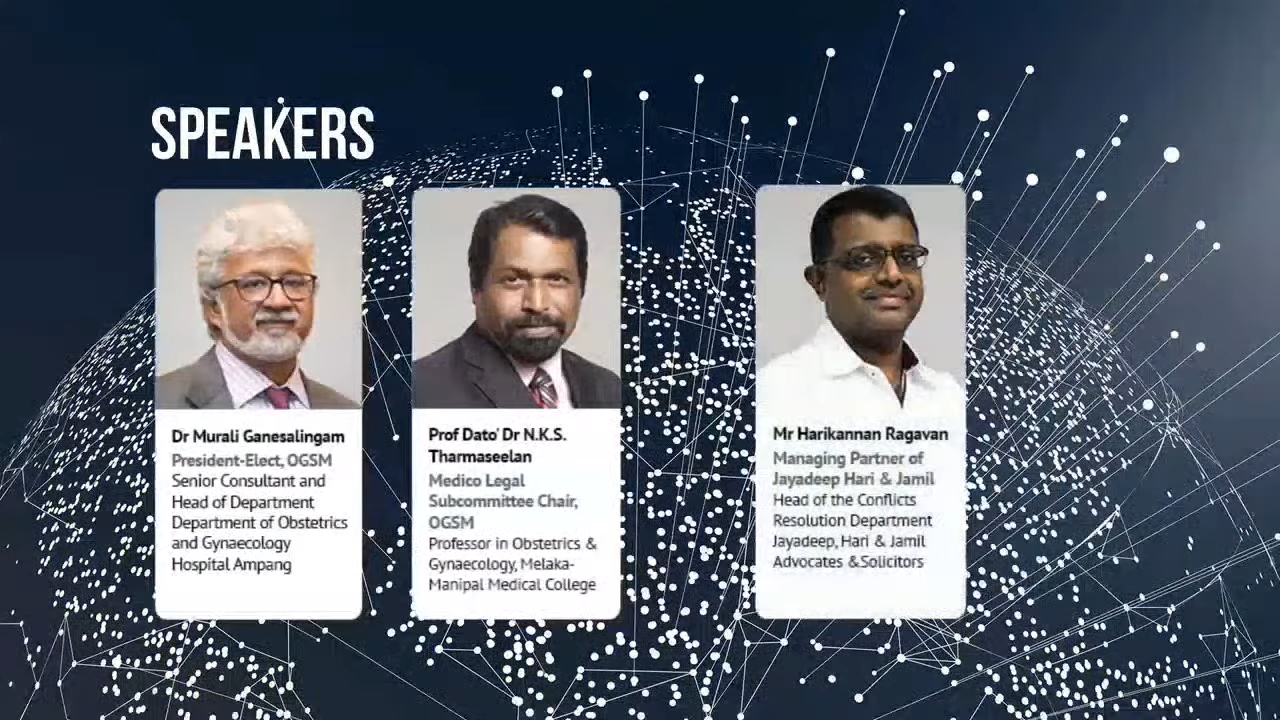 SPEAKERS
Dr Murali Ganesalingam
President-Elect, OGSM
Senior Consultant and
Head of Department
Department of Obstetrics
and Gynaecology
Hospital Ampang
Prof Dato' Dr N.K.S.
Tharmaseelan
Medico Legal
Subcommittee Chair,
OGSM
Professor in Obstetrics &
Gynaecology, Melaka-
Manipal Medical College
Mr Harikannan Ragavan
Managing Partner of
Jayadeep Hari & Jamil
Head of the Conflicts
Resolution Department
Jayadeep, Hari & Jamil
Advocates & Solicitors